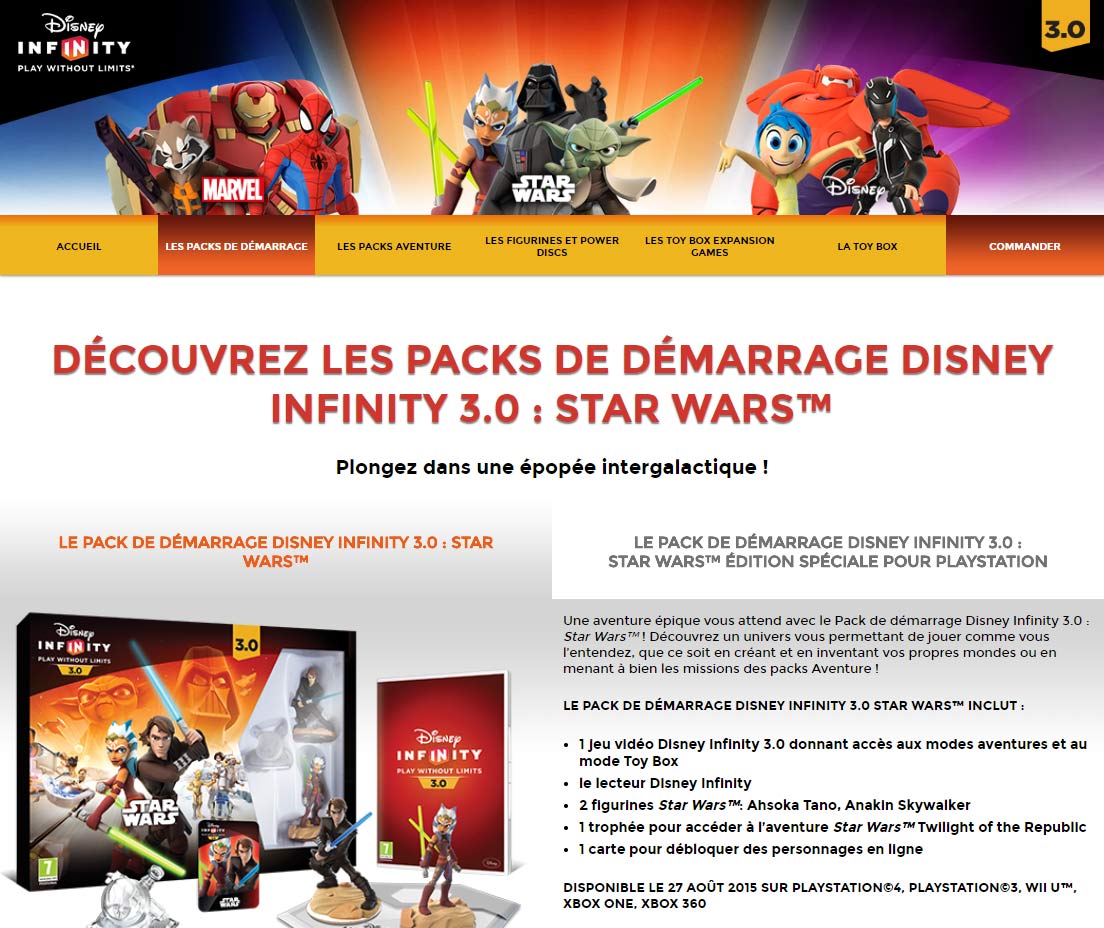 Disney
INFINITY
PLAY WITHOUT LIMITS
3.0
MARVEL
STAR
WARS
Disney
ACCUEIL
LES PACKS DE DÉMARRAGE
LES PACKS AVENTURE
LES FIGURINES ET POWER
DISCS
LES TOY BOX EXPANSION
GAMES
LA TOY BOX
COMMANDER
DÉCOUVREZ LES PACKS DE DÉMARRAGE DISNEY
INFINITY 3.0 : STAR WARS™
Plongez dans une épopée intergalactique !
LE PACK DE DÉMARRAGE DISNEY INFINITY 3.0 : STAR
WARS™
LE PACK DE DÉMARRAGE DISNEY INFINITY 3.0 :
STAR WARS™ ÉDITION SPÉCIALE POUR PLAYSTATION
Disney
INFINITY
PLAY WITHOUT LIMITS
3.0
3.0
STAR
WARS
7
STAR
WARS
Disney
INFINITY
PLAY WITHOUT LIMITS
3.0
7
Disney
Une aventure épique vous attend avec le Pack de démarrage Disney Infinity 3.0 :
Star Wars™ ! Découvrez un univers vous permettant de jouer comme vous
l'entendez, que ce soit en créant et en inventant vos propres mondes ou en
menant à bien les missions des packs Aventure !
LE PACK DE DÉMARRAGE DISNEY INFINITY 3.0 STAR WARS™ INCLUT :
• 1 jeu vidéo Disney Infinity 3.0 donnant accès aux modes aventures et au
mode Toy Box
• le lecteur Disney Infinity
• 2 figurines Star Wars™: Ahsoka Tano, Anakin Skywalker
• 1 trophée pour accéder à l'aventure Star Wars™ Twilight of the Republic
• 1 carte pour débloquer des personnages en ligne
DISPONIBLE LE 27 AOÛT 2015 SUR PLAYSTATION©4, PLAYSTATION©3, WII U™,
XBOX ONE, XBOX 360